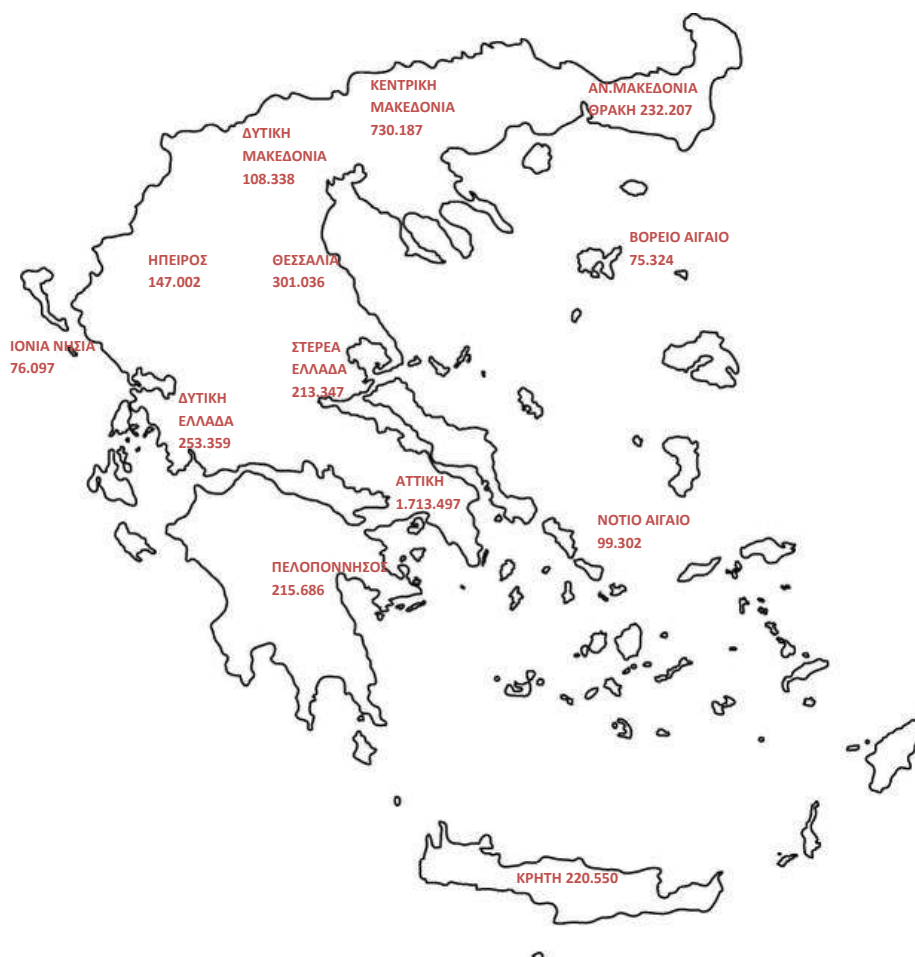 ΚΕΝΤΡΙΚΗ
ΜΑΚΕΔΟΝΙΑ
730.187
ΑΝ.ΜΑΚΕΔΟΝΙΑ
ΘΡΑΚΗ 232.207
ΔΥΤΙΚΗ
ΜΑΚΕΔΟΝΙΑ
108.338
ΒΟΡΕΙΟ ΑΙΓΑΙΟ
75.324
ΗΠΕΙΡΟΣ
147.002
ΘΕΣΣΑΛΙΑ
301.036
ΙΟΝΙΑ ΝΗΣΙΑ
76.097
ΣΤΕΡΕΑ
ΕΛΛΑΔΑ
213.347
ΔΥΤΙΚΗ
ΕΛΛΑΔΑ
253.359
ΑΤΤΙΚΗ
1.713.497
ΝΟΤΙΟ ΑΙΓΑΙΟ
99.302
ΠΕΛΟΠΟΝΝΗΣΟΣ
215.686
ΚΡΗΤΗ 220.550